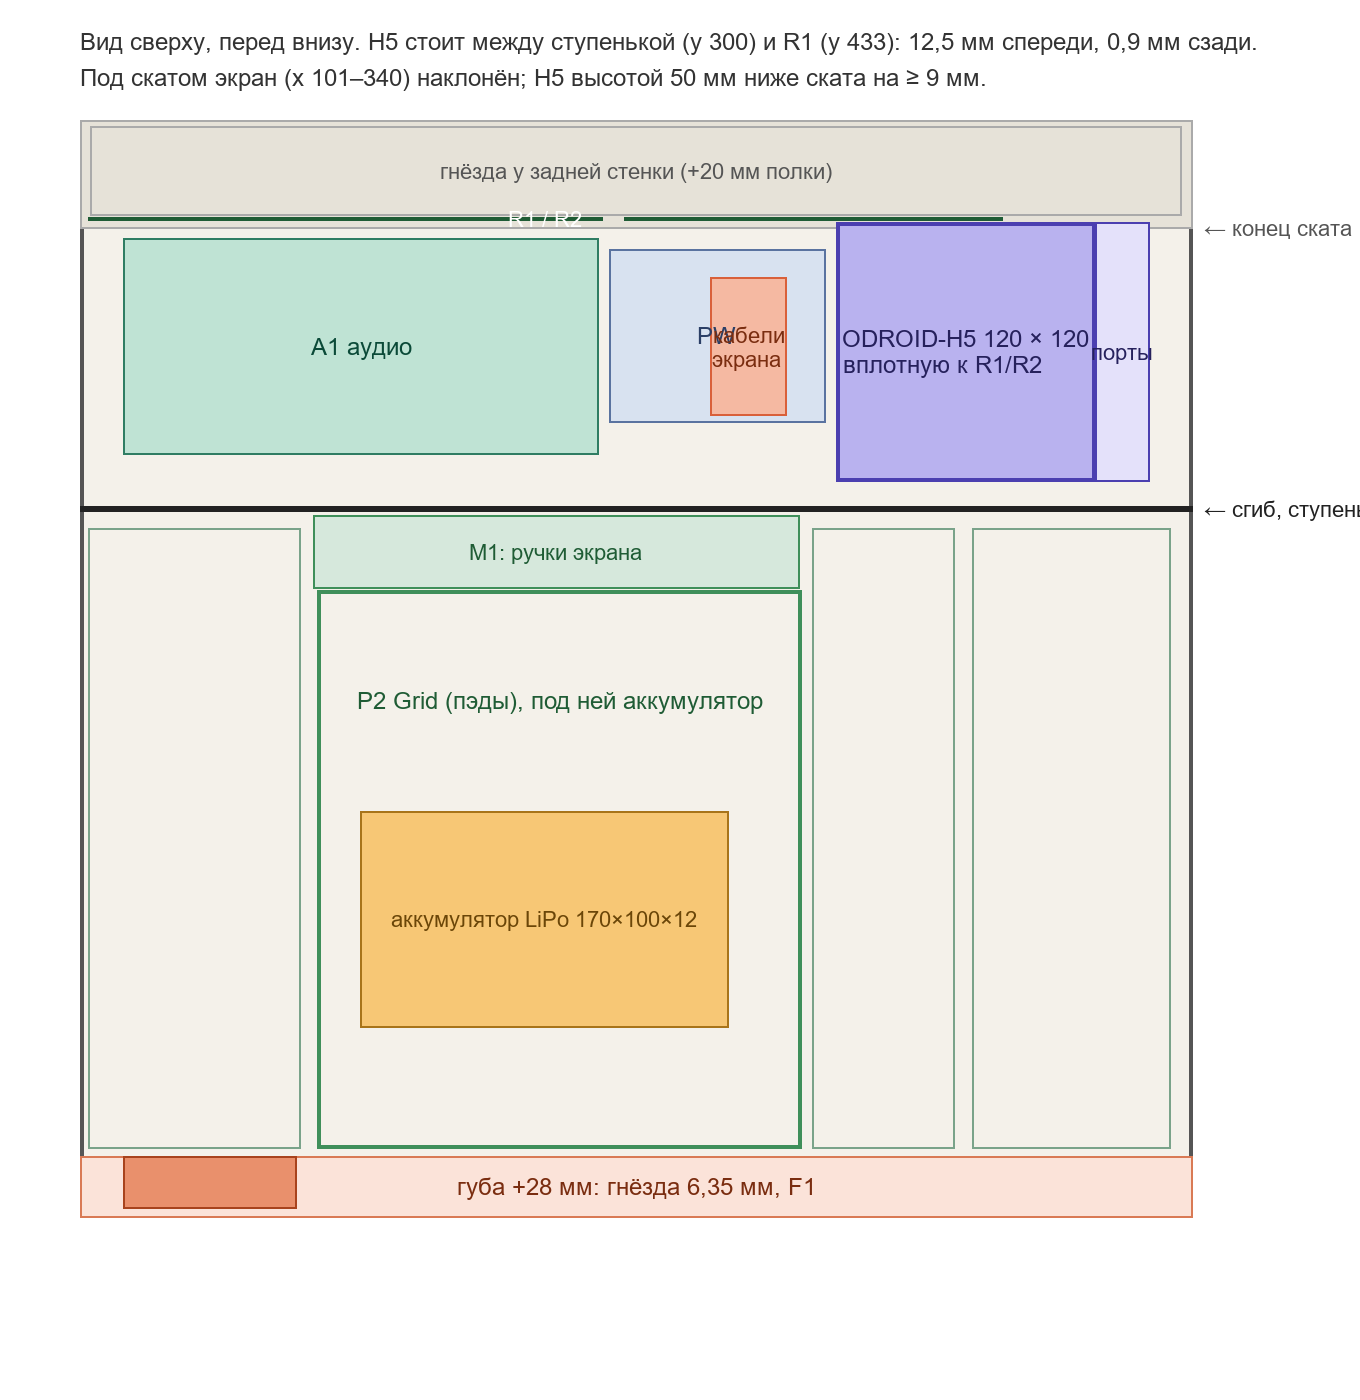 Вид сверху, перед внизу. H5 стоит между ступенькой (y 300) и R1 (y 433): 12,5 мм спереди, 0,9 мм сзади.
Под скатом экран (x 101–340) наклонён; H5 высотой 50 мм ниже ската на ≥ 9 мм.
гнёзда у задней стенки (+20 мм полки)
R1 / R2
← конец ската
A1 аудио
PW
кабели
экрана
ODROID-H5 120 × 120
вплотную к R1/R2
порты
← сгиб, ступень
M1: ручки экрана
P2 Grid (пэды), под ней аккумулятор
аккумулятор LiPo 170×100×12
губа +28 мм: гнёзда 6,35 мм, F1